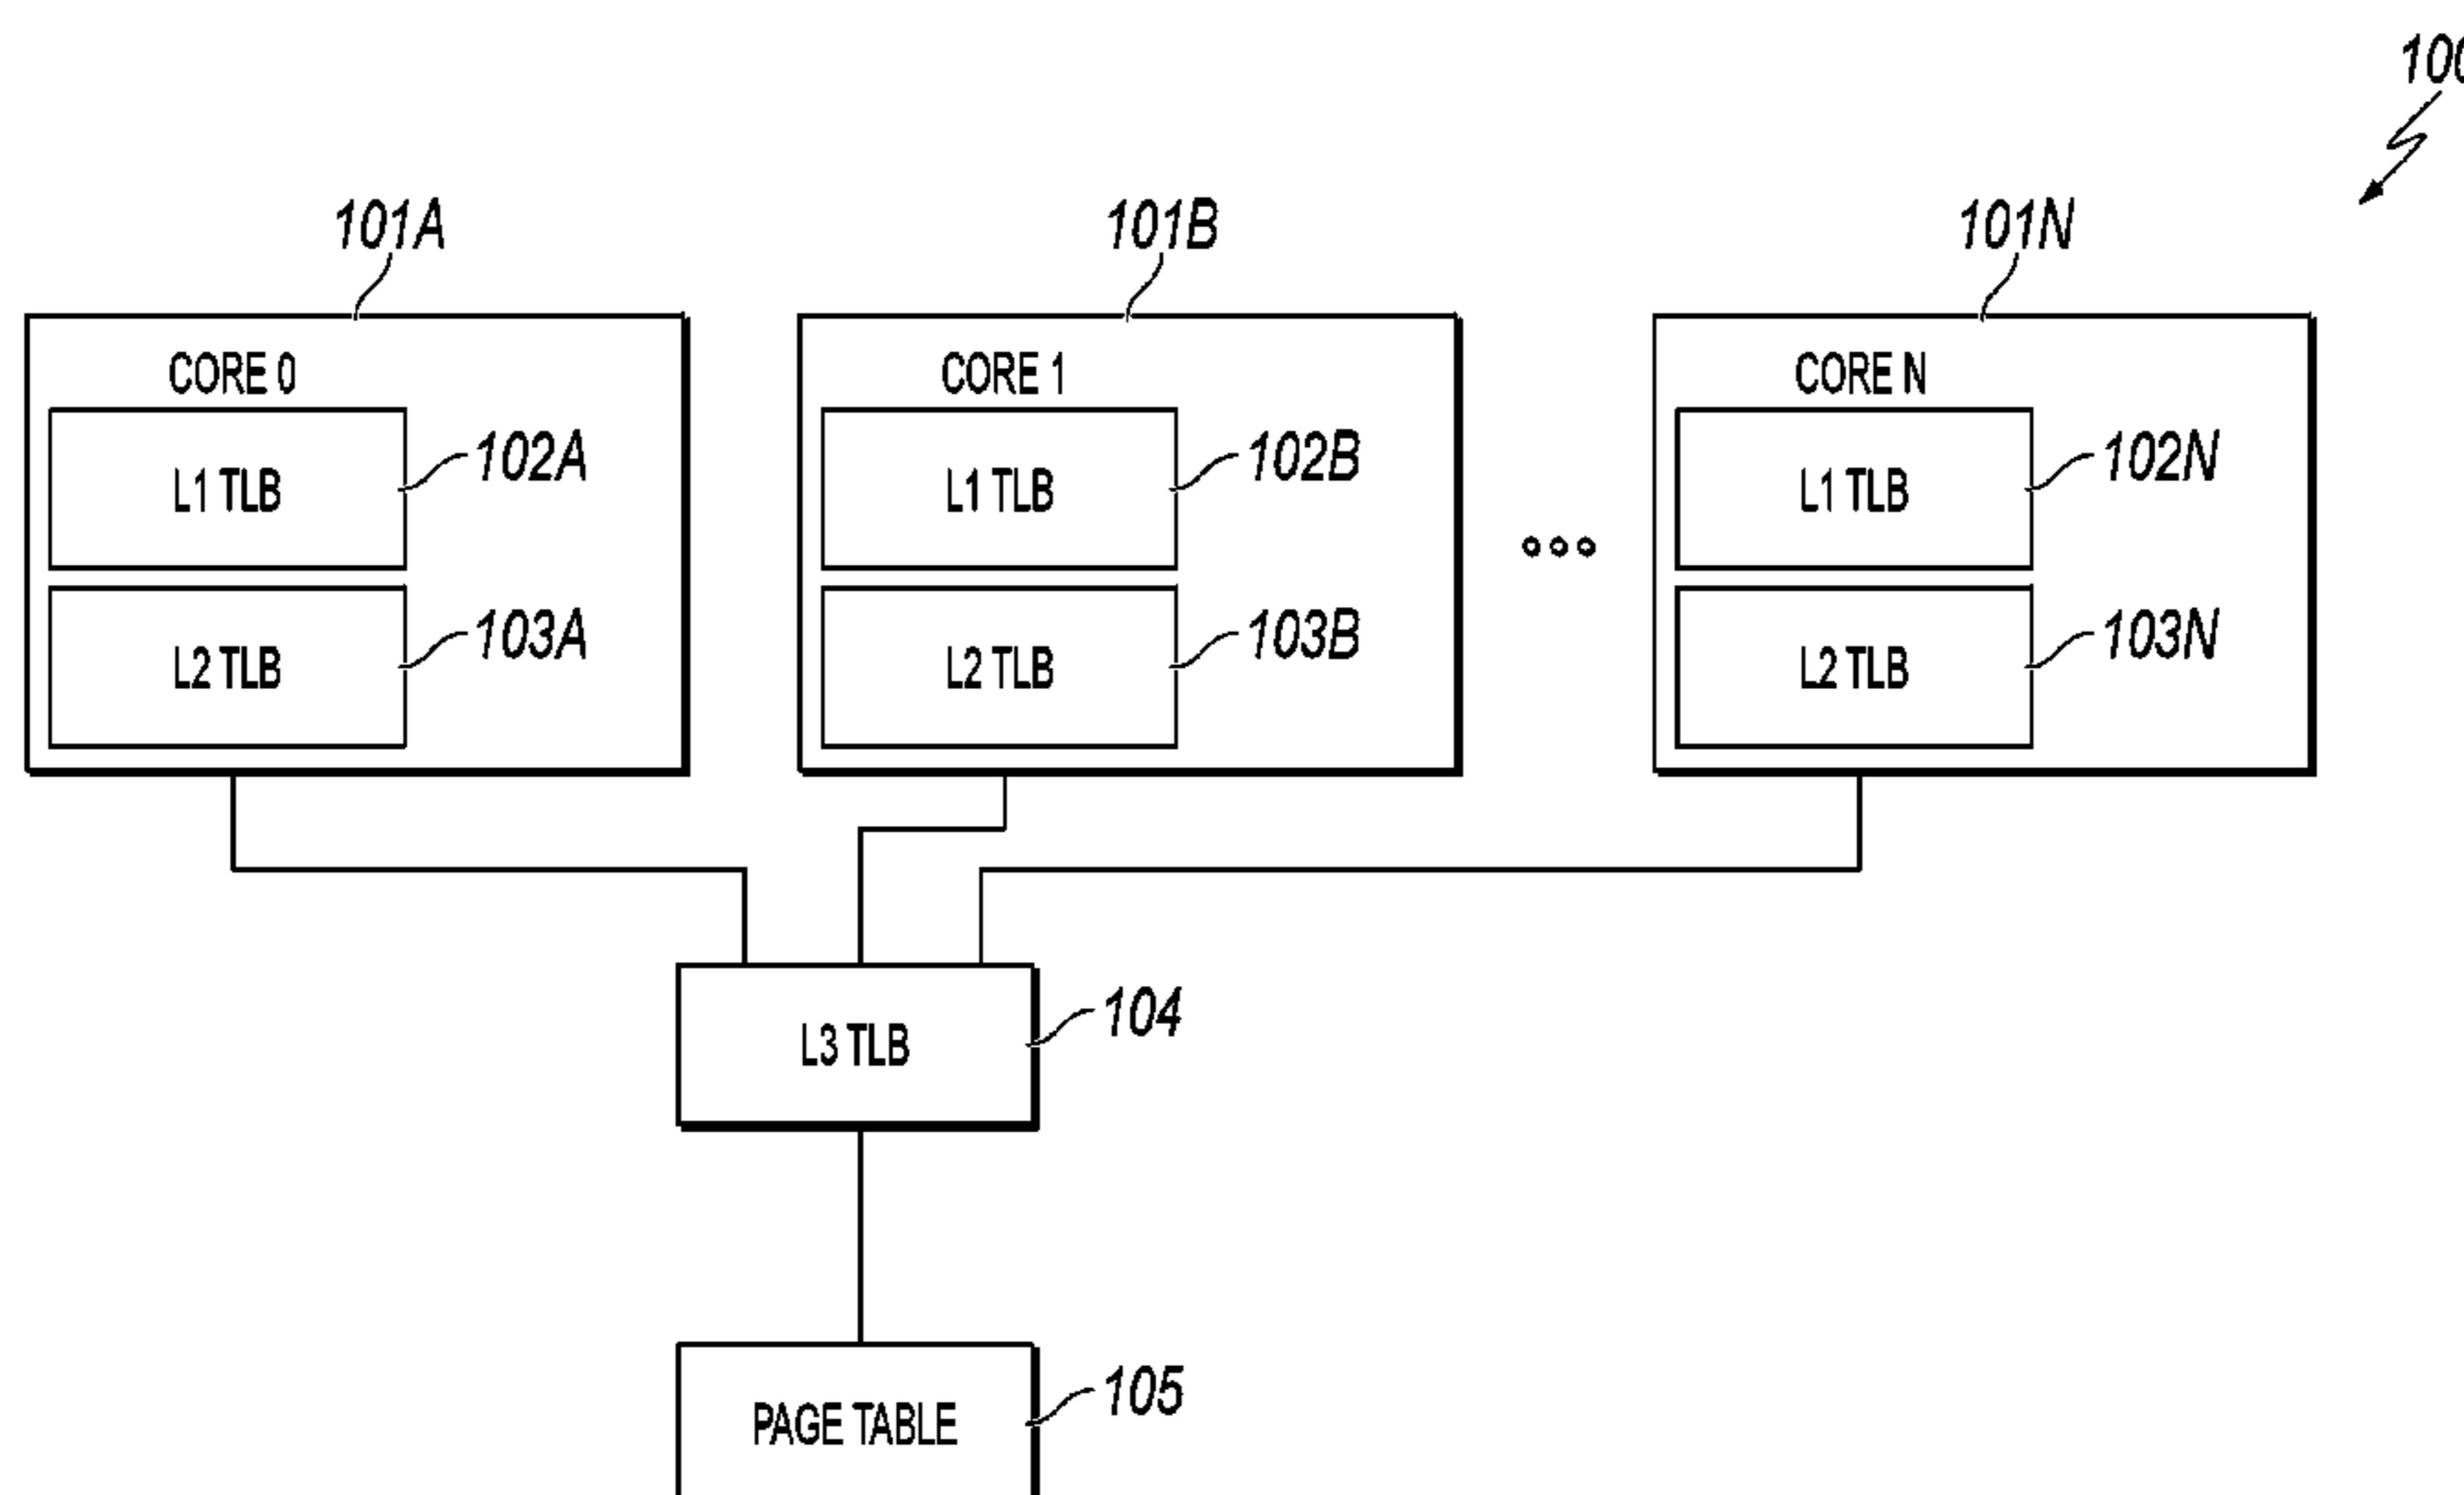 100
101A 101B 101N
CORE 0 CORE 1 CORE N
L1 TLB 102A L1 TLB 102B L1 TLB 102N
L2 TLB 103A L2 TLB 103B L2 TLB 103N
L3 TLB 104
PAGE TABLE 105